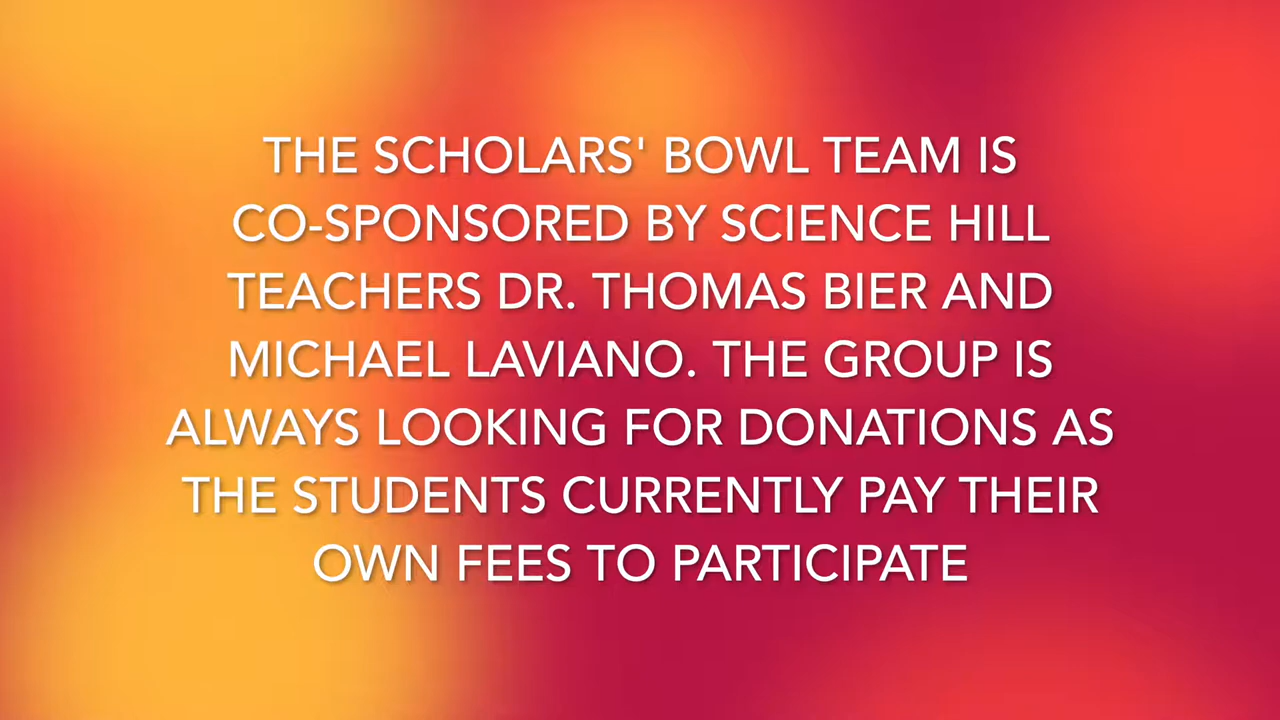 THE SCHOLARS' BOWL TEAM IS
CO-SPONSORED BY SCIENCE HILL
TEACHERS DR. THOMAS BIER AND
MICHAEL LAVIANO. THE GROUP IS
ALWAYS LOOKING FOR DONATIONS AS
THE STUDENTS CURRENTLY PAY THEIR
OWN FEES TO PARTICIPATE